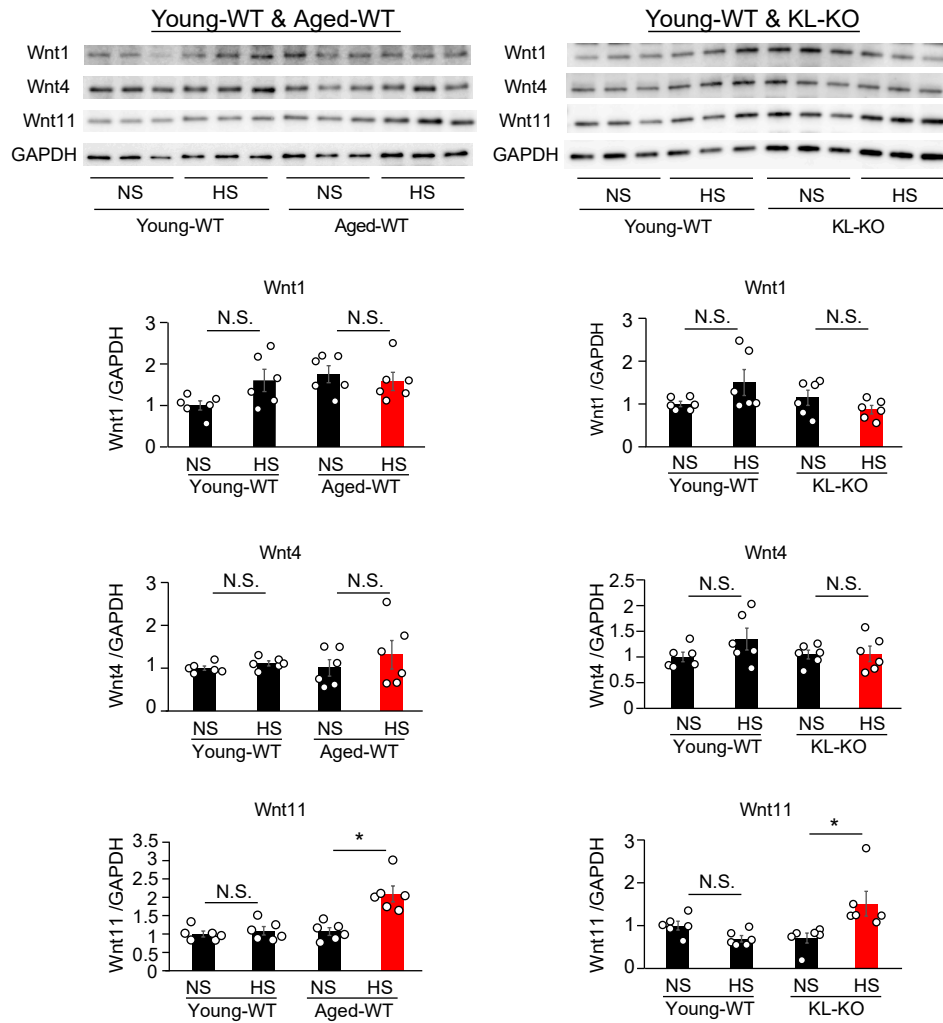 Young-WT & Aged-WT
Wnt1
Wnt4
Wnt11
GAPDH
NS HS NS HS
Young-WT Aged-WT
Young-WT & KL-KO
Wnt1
Wnt4
Wnt11
GAPDH
NS HS NS HS
Young-WT KL-KO
Wnt1
Wnt1 /GAPDH
3
2
1
0
N.S. N.S.
NS HS NS HS
Young-WT Aged-WT
Wnt1
Wnt1 /GAPDH
3
2
1
0
N.S. N.S.
NS HS NS HS
Young-WT KL-KO
Wnt4
Wnt4 /GAPDH
3
2
1
0
N.S. N.S.
NS HS NS HS
Young-WT Aged-WT
Wnt4
Wnt4 /GAPDH
2.5
2
1.5
1
0.5
0
N.S. N.S.
NS HS NS HS
Young-WT KL-KO
Wnt11
Wnt11 /GAPDH
3.5
3
2.5
2
1.5
1
0.5
0
N.S. *
NS HS NS HS
Young-WT Aged-WT
Wnt11
Wnt11 /GAPDH
3
2
1
0
N.S. *
NS HS NS HS
Young-WT KL-KO